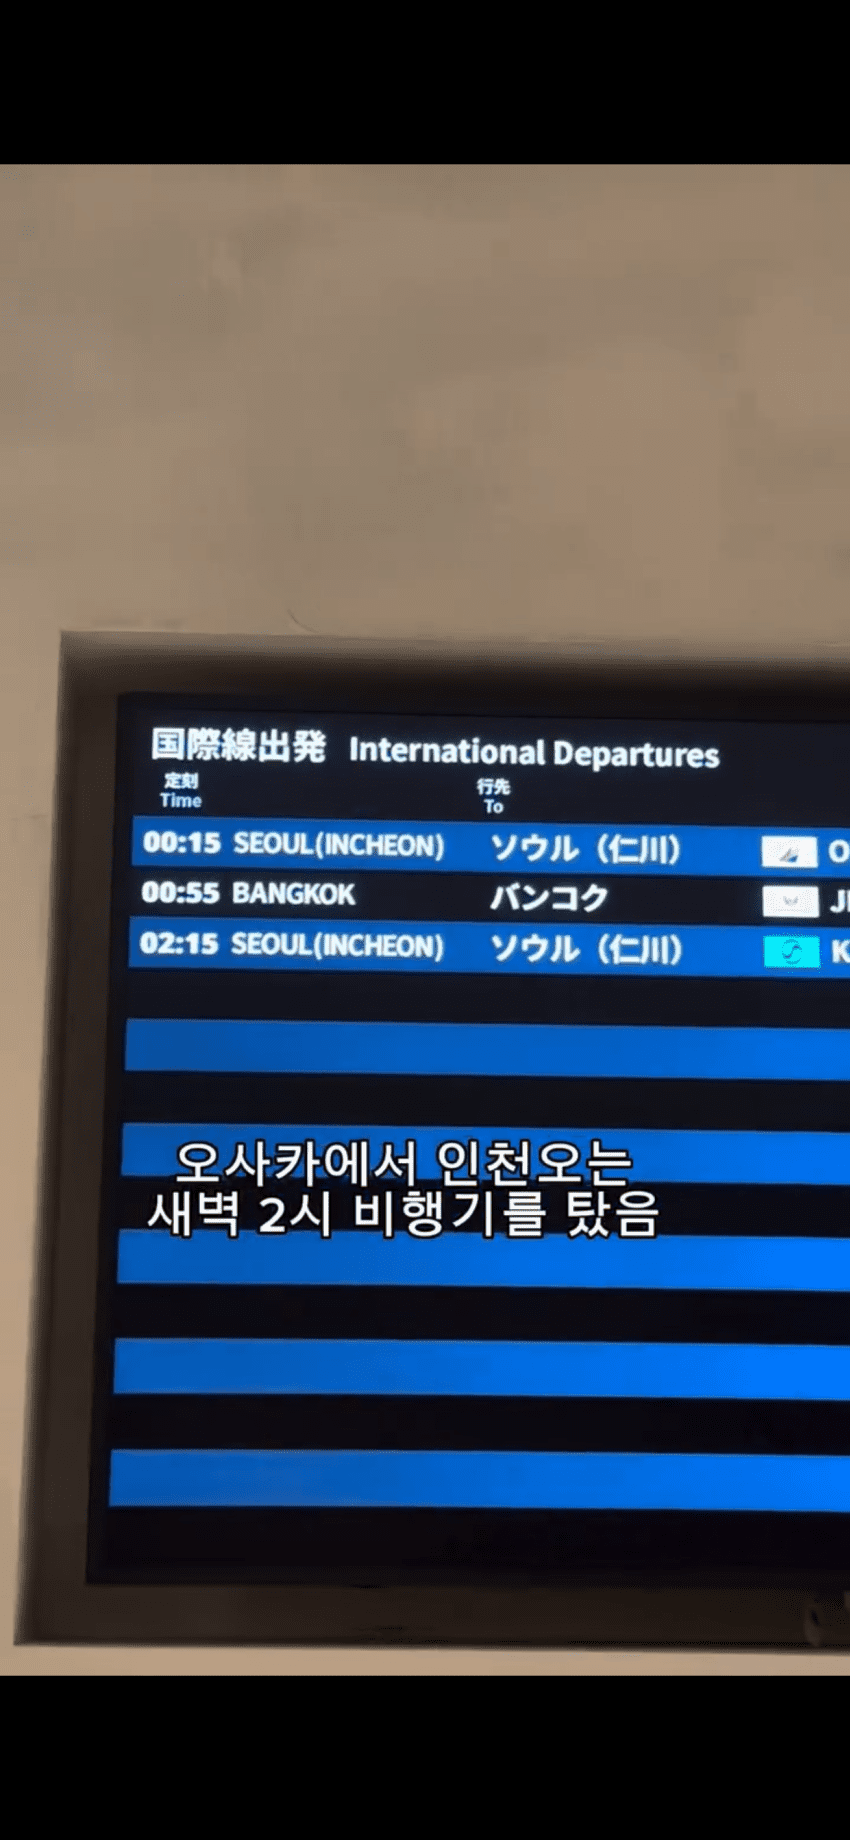 国際線出発 International Departures
定刻 行先
Time To
00:15 SEOUL(INCHEON) ソウル（仁川）
00:55 BANGKOK バンコク
02:15 SEOUL(INCHEON) ソウル（仁川）
오사카에서 인천오는
새벽 2시 비행기를 탔음